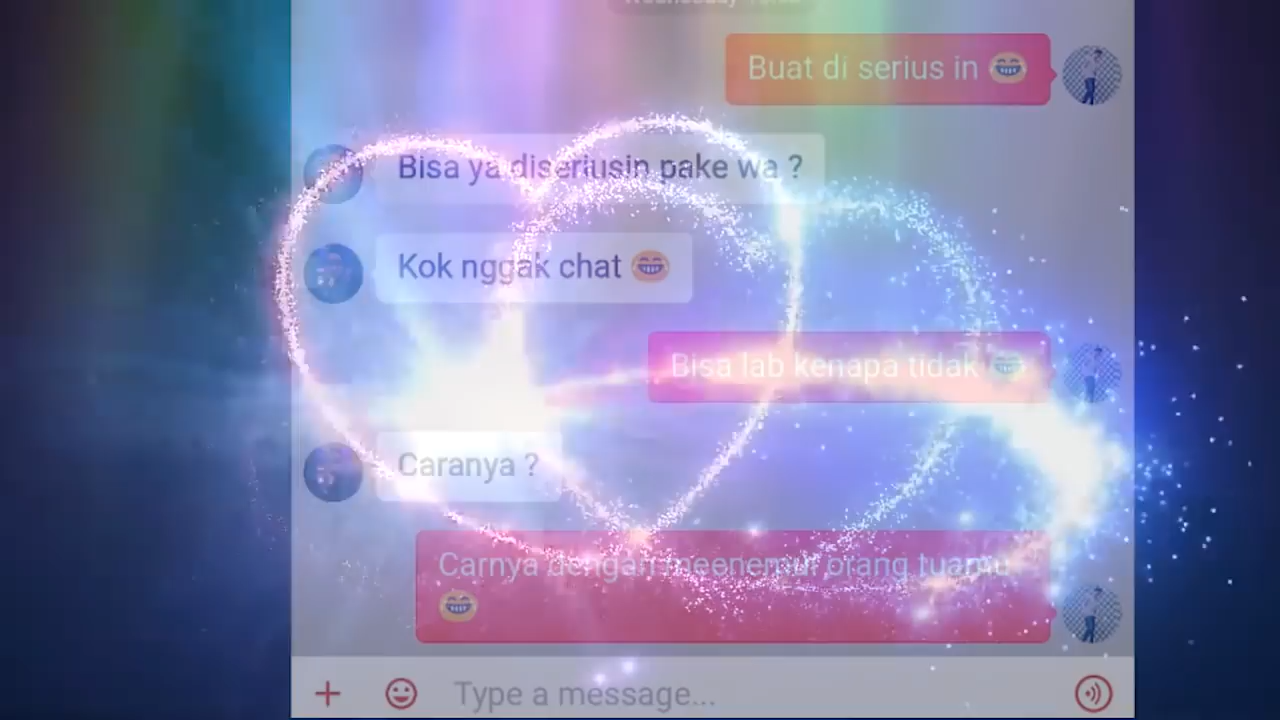 Buat di serius in 😂
Bisa ya diseriusin pake wa ?
Kok nggak chat 😂
Bisa lab kenapa tidak 😂
Caranya ?
Carnya dengan meenemui orang tuamu
😂
Type a message...